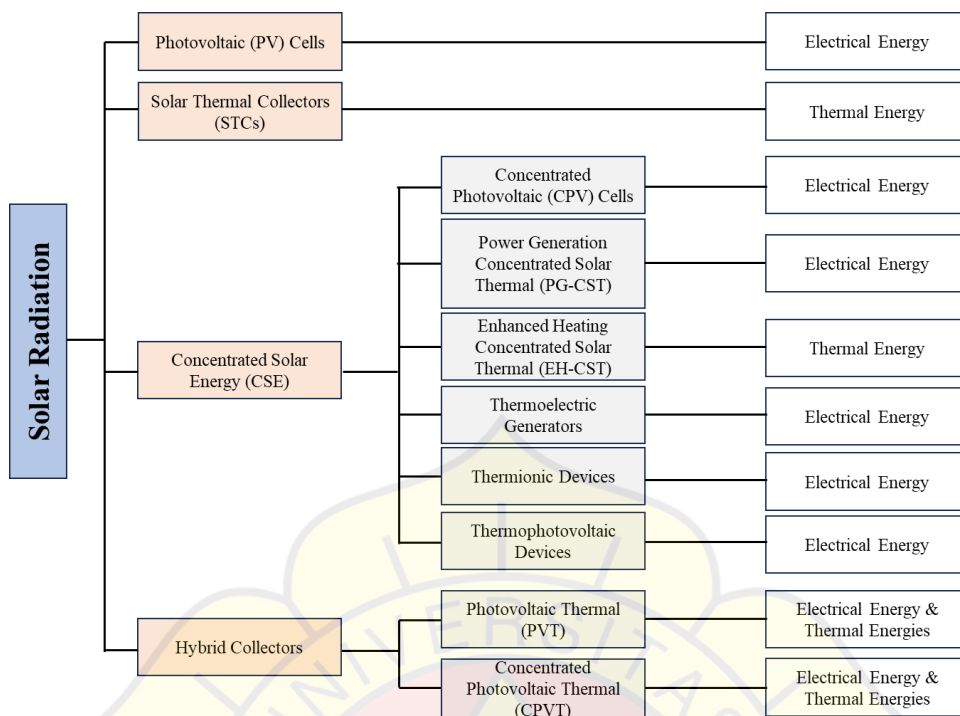 Solar Radiation
Photovoltaic (PV) Cells
Electrical Energy
Solar Thermal Collectors
(STCs)
Thermal Energy
Concentrated Solar
Energy (CSE)
Concentrated
Photovoltaic (CPV) Cells
Electrical Energy
Power Generation
Concentrated Solar
Thermal (PG-CST)
Electrical Energy
Enhanced Heating
Concentrated Solar
Thermal (EH-CST)
Thermal Energy
Thermoelectric
Generators
Electrical Energy
Thermionic Devices
Electrical Energy
Thermophotovoltaic
Devices
Electrical Energy
Hybrid Collectors
Photovoltaic Thermal
(PVT)
Electrical Energy &
Thermal Energies
Concentrated
Photovoltaic Thermal
(CPVT)
Electrical Energy &
Thermal Energies
UNIVERSITAS